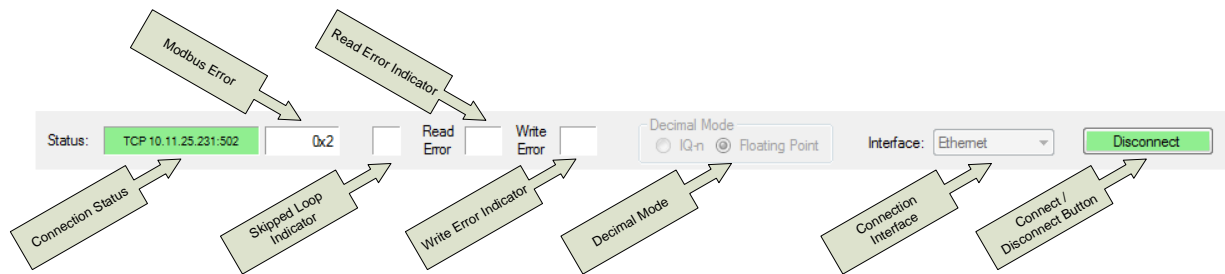 Modbus Error
Read Error Indicator
Status:
TCP 10.11.25.231:502
0x2
Read
Error
Write
Error
Decimal Mode
IQ-n
Floating Point
Interface:
Ethernet
Disconnect
Connection Status
Skipped Loop
Indicator
Write Error Indicator
Decimal Mode
Connection
Interface
Connect /
Disconnect Button